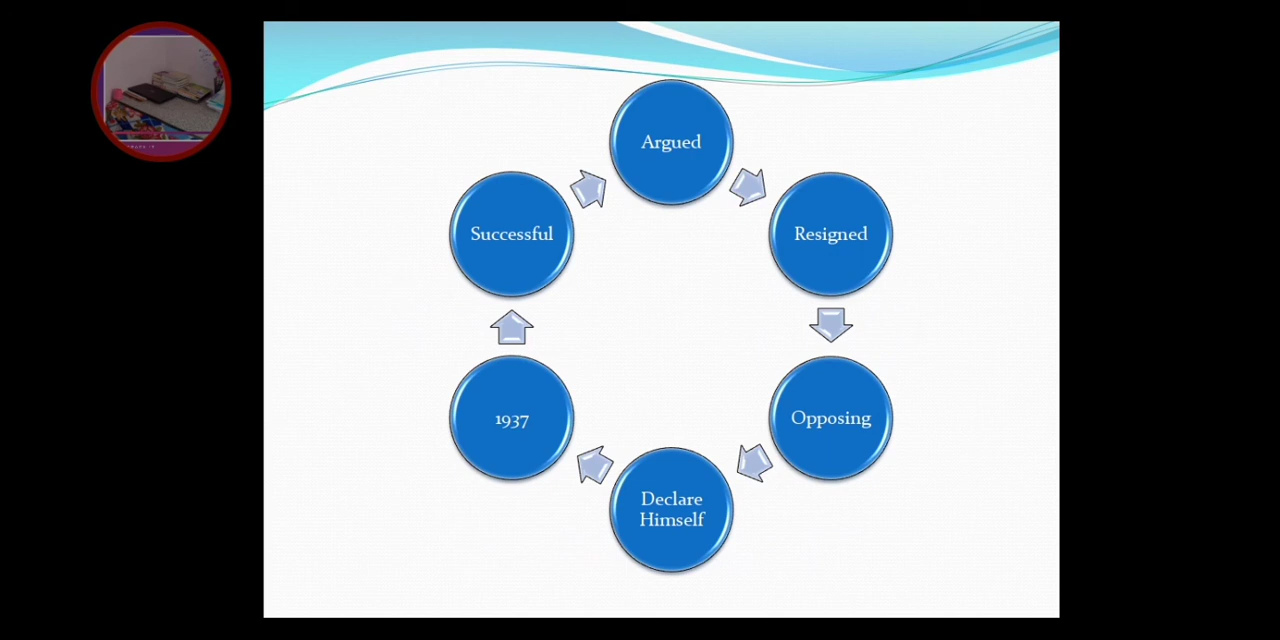 Argued
Resigned
Opposing
Declare
Himself
1937
Successful